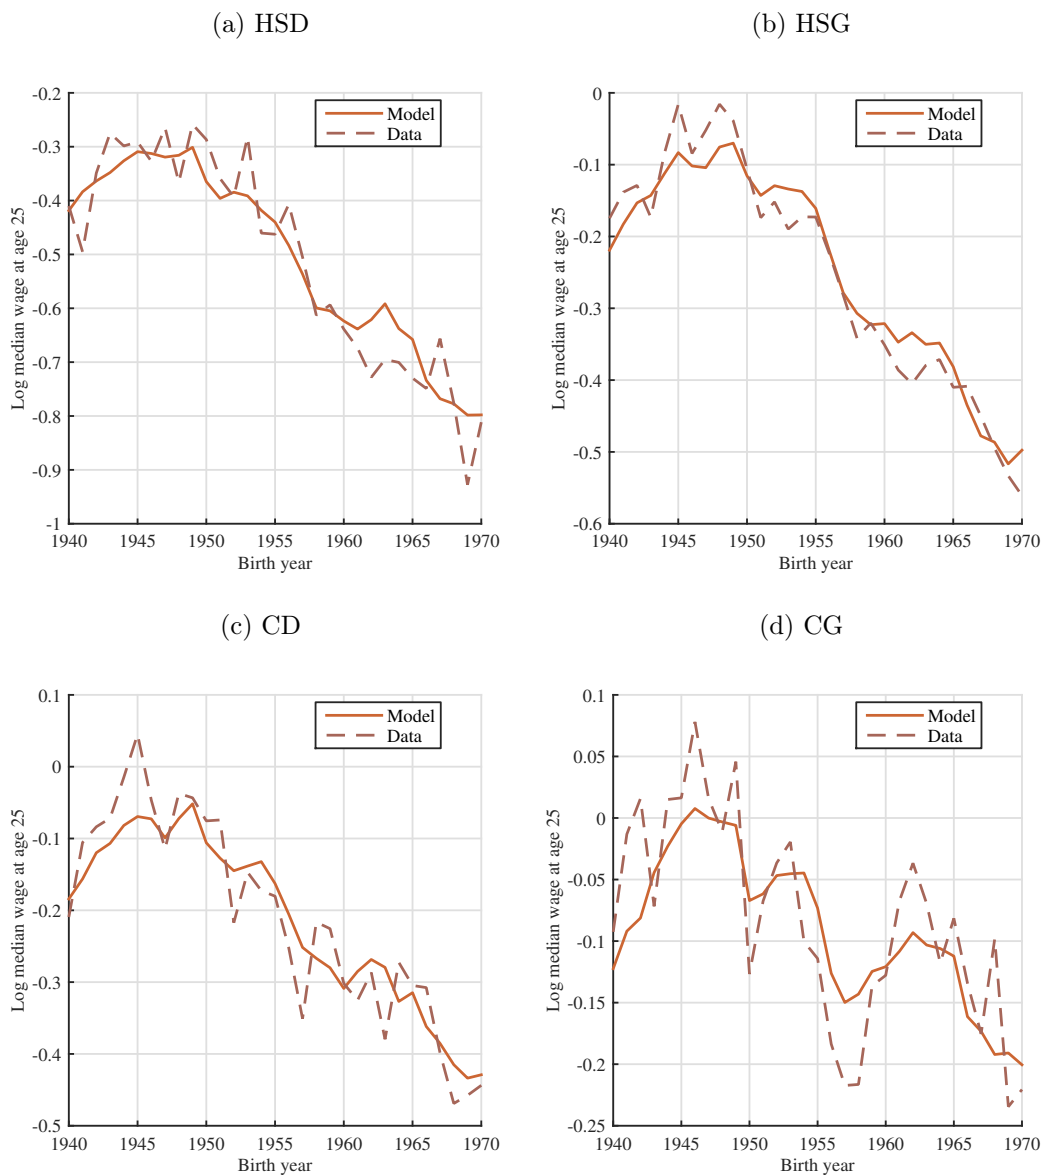 (a) HSD
Log median wage at age 25
-0.2
-0.3
-0.4
-0.5
-0.6
-0.7
-0.8
-0.9
-1
Model
Data
1940 1945 1950 1955 1960 1965 1970
Birth year
(b) HSG
Log median wage at age 25
0
-0.1
-0.2
-0.3
-0.4
-0.5
-0.6
Model
Data
1940 1945 1950 1955 1960 1965 1970
Birth year
(c) CD
Log median wage at age 25
0.1
0
-0.1
-0.2
-0.3
-0.4
-0.5
Model
Data
1940 1945 1950 1955 1960 1965 1970
Birth year
(d) CG
Log median wage at age 25
0.1
0.05
0
-0.05
-0.1
-0.15
-0.2
-0.25
Model
Data
1940 1945 1950 1955 1960 1965 1970
Birth year